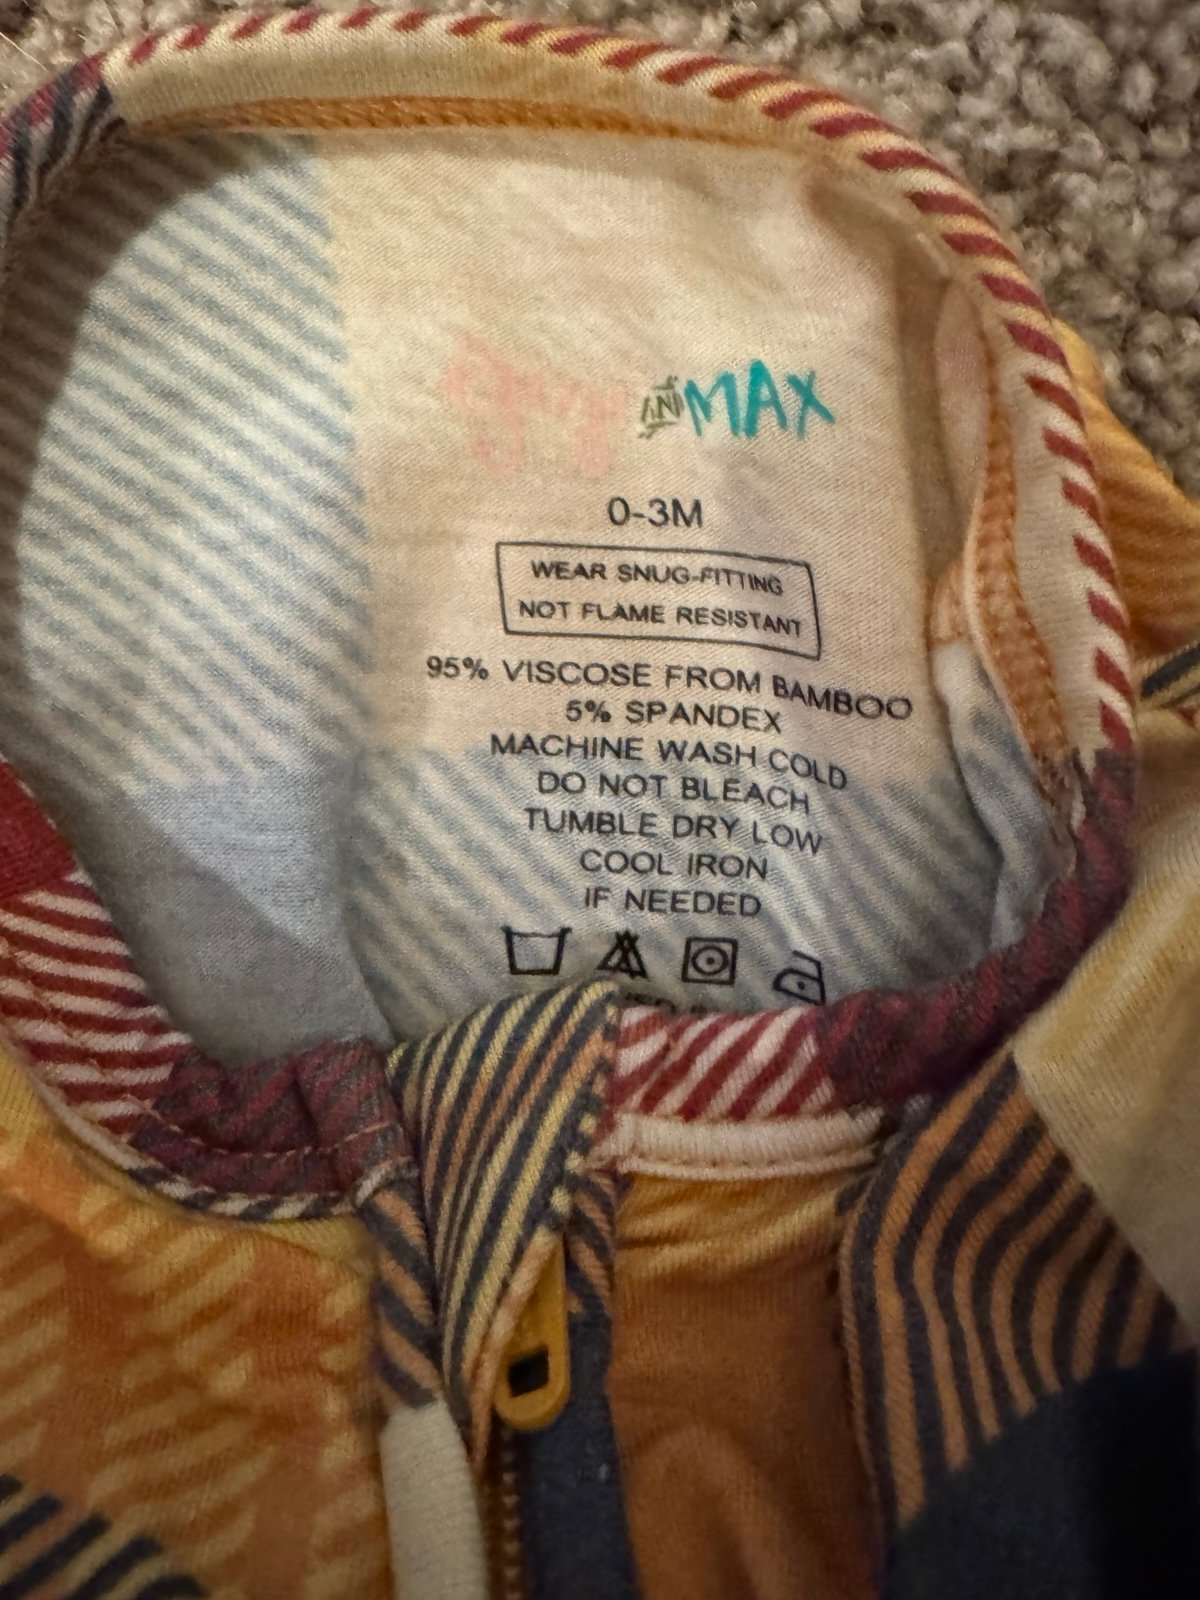 AND MAX
0-3M
WEAR SNUG-FITTING
NOT FLAME RESISTANT
95% VISCOSE FROM BAMBOO
5% SPANDEX
MACHINE WASH COLD
DO NOT BLEACH
TUMBLE DRY LOW
COOL IRON
IF NEEDED